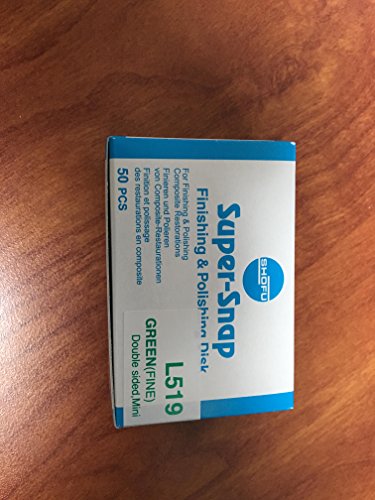 SHOFU
Super-Snap
Finishing & Polishing Disk
For Finishing & Polishing
Composite Restorations
Finieren und Polieren
von Composite-Restaurationen
Finition et polissage
des restaurations en composite
50 PCS
L519
GREEN(FINE)
Double sided,Mini